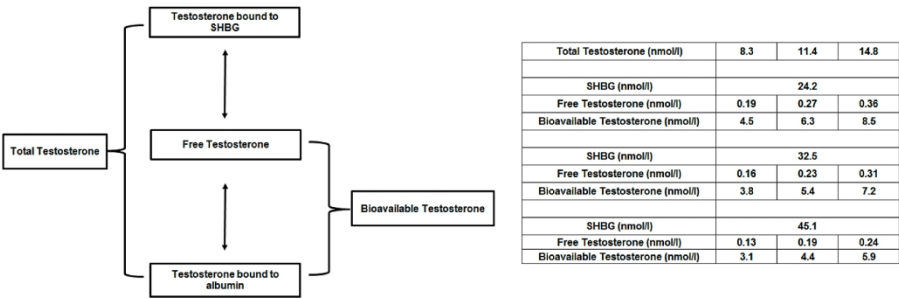 Testosterone bound to
SHBG
Total Testosterone
Free Testosterone
Bioavailable Testosterone
Testosterone bound to
albumin
Total Testosterone (nmol/l) 8.3 11.4 14.8
SHBG (nmol/l) 24.2
Free Testosterone (nmol/l) 0.19 0.27 0.36
Bioavailable Testosterone (nmol/l) 4.5 6.3 8.5
SHBG (nmol/l) 32.5
Free Testosterone (nmol/l) 0.16 0.23 0.31
Bioavailable Testosterone (nmol/l) 3.8 5.4 7.2
SHBG (nmol/l) 45.1
Free Testosterone (nmol/l) 0.13 0.19 0.24
Bioavailable Testosterone (nmol/l) 3.1 4.4 5.9